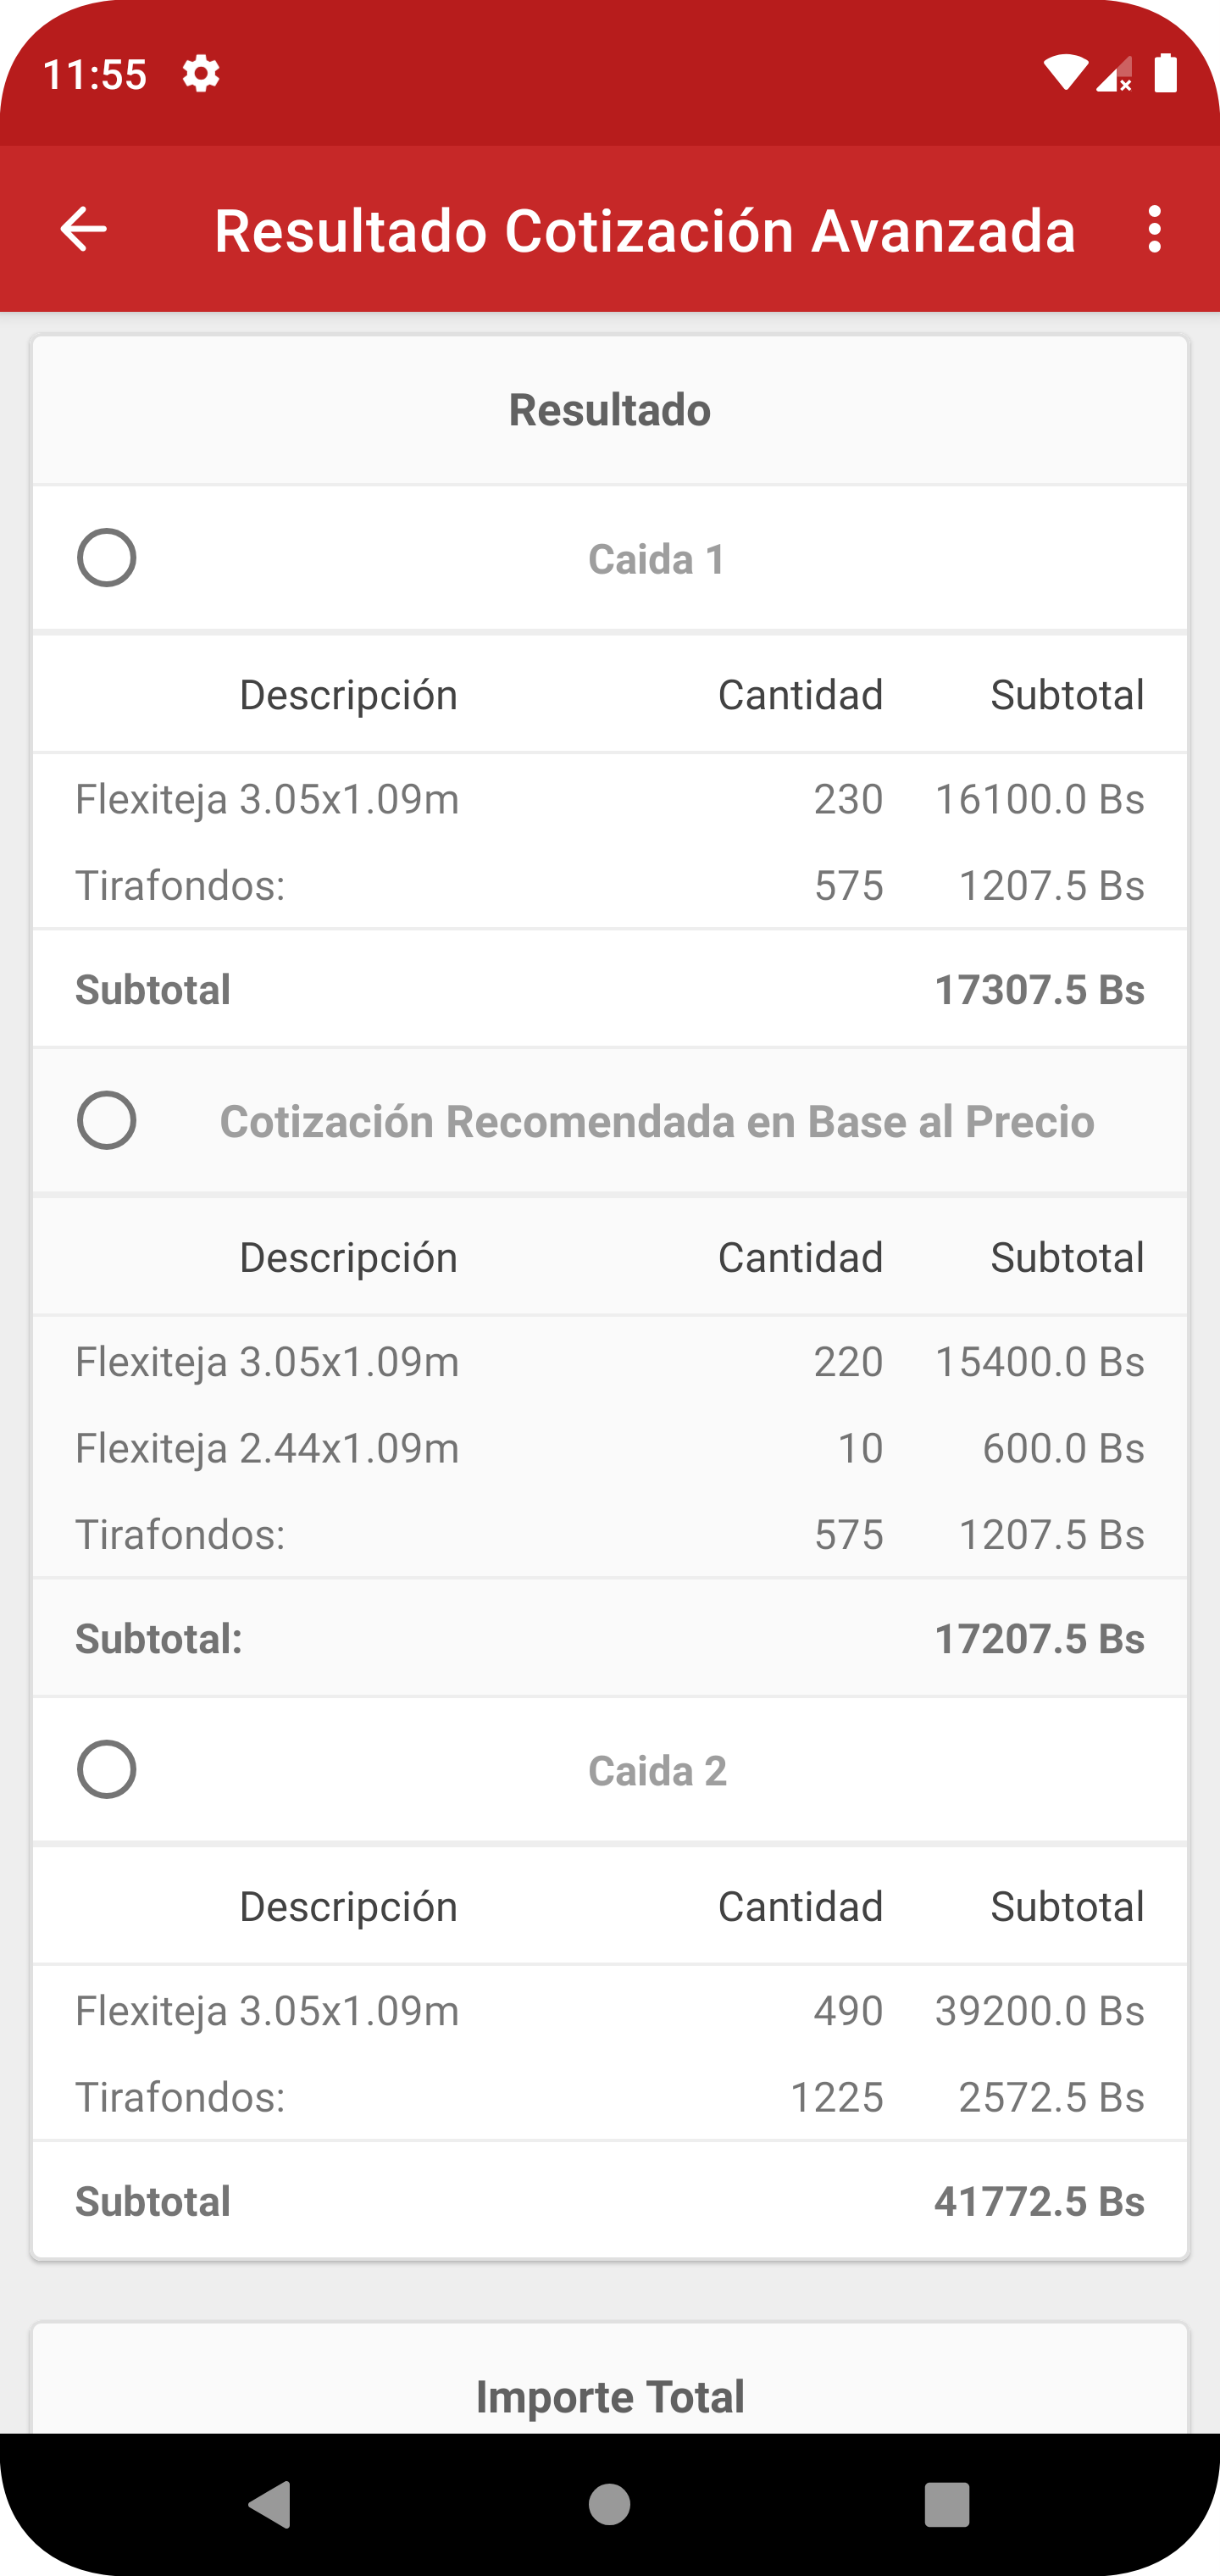 11:55
Resultado Cotización Avanzada
Resultado
Caida 1
Descripción Cantidad Subtotal
Flexiteja 3.05x1.09m 230 16100.0 Bs
Tirafondos: 575 1207.5 Bs
Subtotal 17307.5 Bs
Cotización Recomendada en Base al Precio
Descripción Cantidad Subtotal
Flexiteja 3.05x1.09m 220 15400.0 Bs
Flexiteja 2.44x1.09m 10 600.0 Bs
Tirafondos: 575 1207.5 Bs
Subtotal: 17207.5 Bs
Caida 2
Descripción Cantidad Subtotal
Flexiteja 3.05x1.09m 490 39200.0 Bs
Tirafondos: 1225 2572.5 Bs
Subtotal 41772.5 Bs
Importe Total